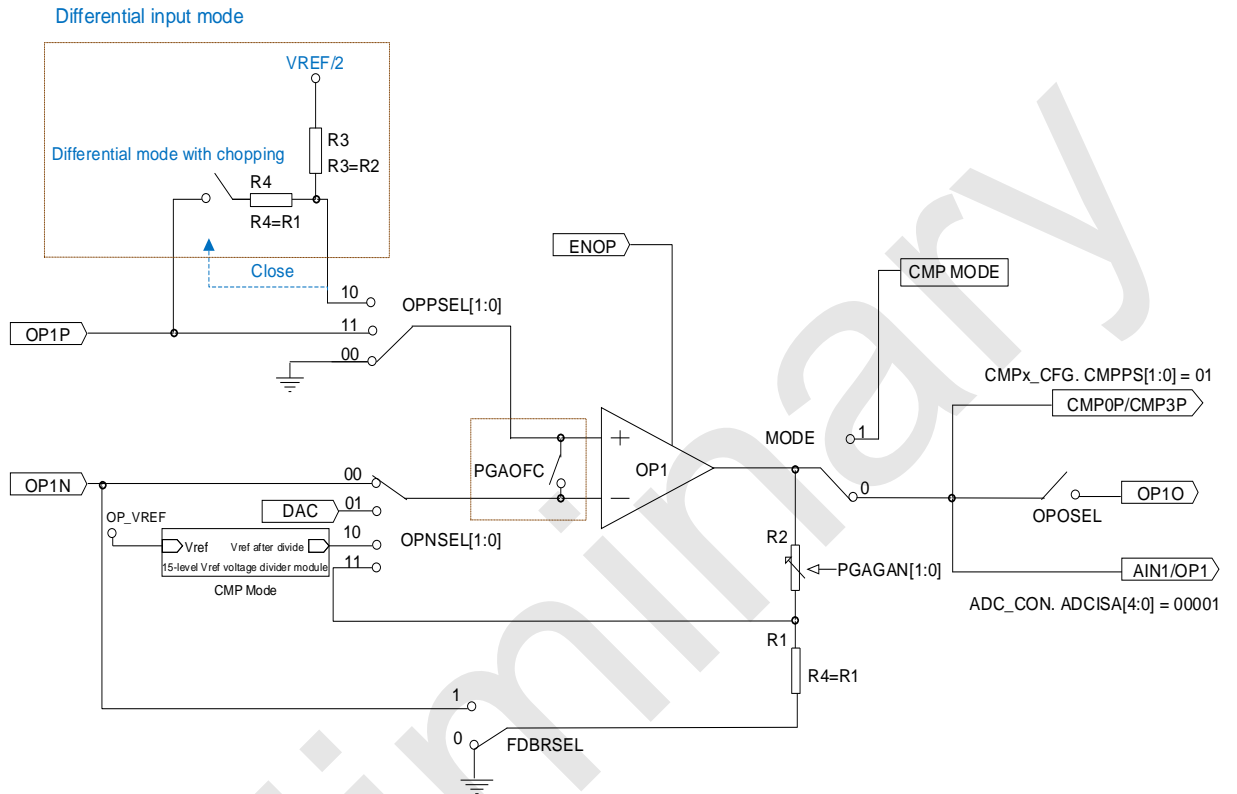 Differential input mode
VREF/2
R3
R3=R2
Differential mode with chopping
R4
R4=R1
Close
ENOP
CMP MODE
10
OPPSEL[1:0]
OP1P
11
00
CMPx_CFG. CMPPS[1:0] = 01
CMP0P/CMP3P
MODE
1
PGAOFC
+
OP1
−
0
OP1N
00
OP1O
OPOSEL
DAC
01
OP_VREF
Vref
Vref after divide
10
OPNSEL[1:0]
15-level Vref voltage divider module
11
CMP Mode
R2
PGAGAN[1:0]
AIN1/OP1
ADC_CON. ADCISA[4:0] = 00001
R1
R4=R1
1
0
FDBRSEL
iminary